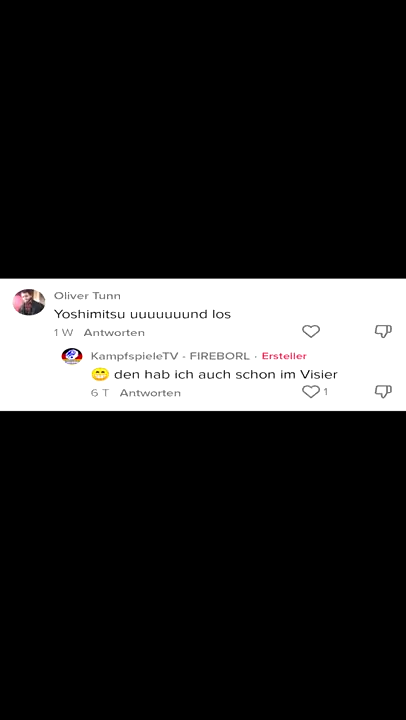 Oliver Tunn
Yoshimitsu uuuuuuund los
1 W Antworten
KampfspieleTV - FIREBORL · Ersteller
😁 den hab ich auch schon im Visier
6 T Antworten 1